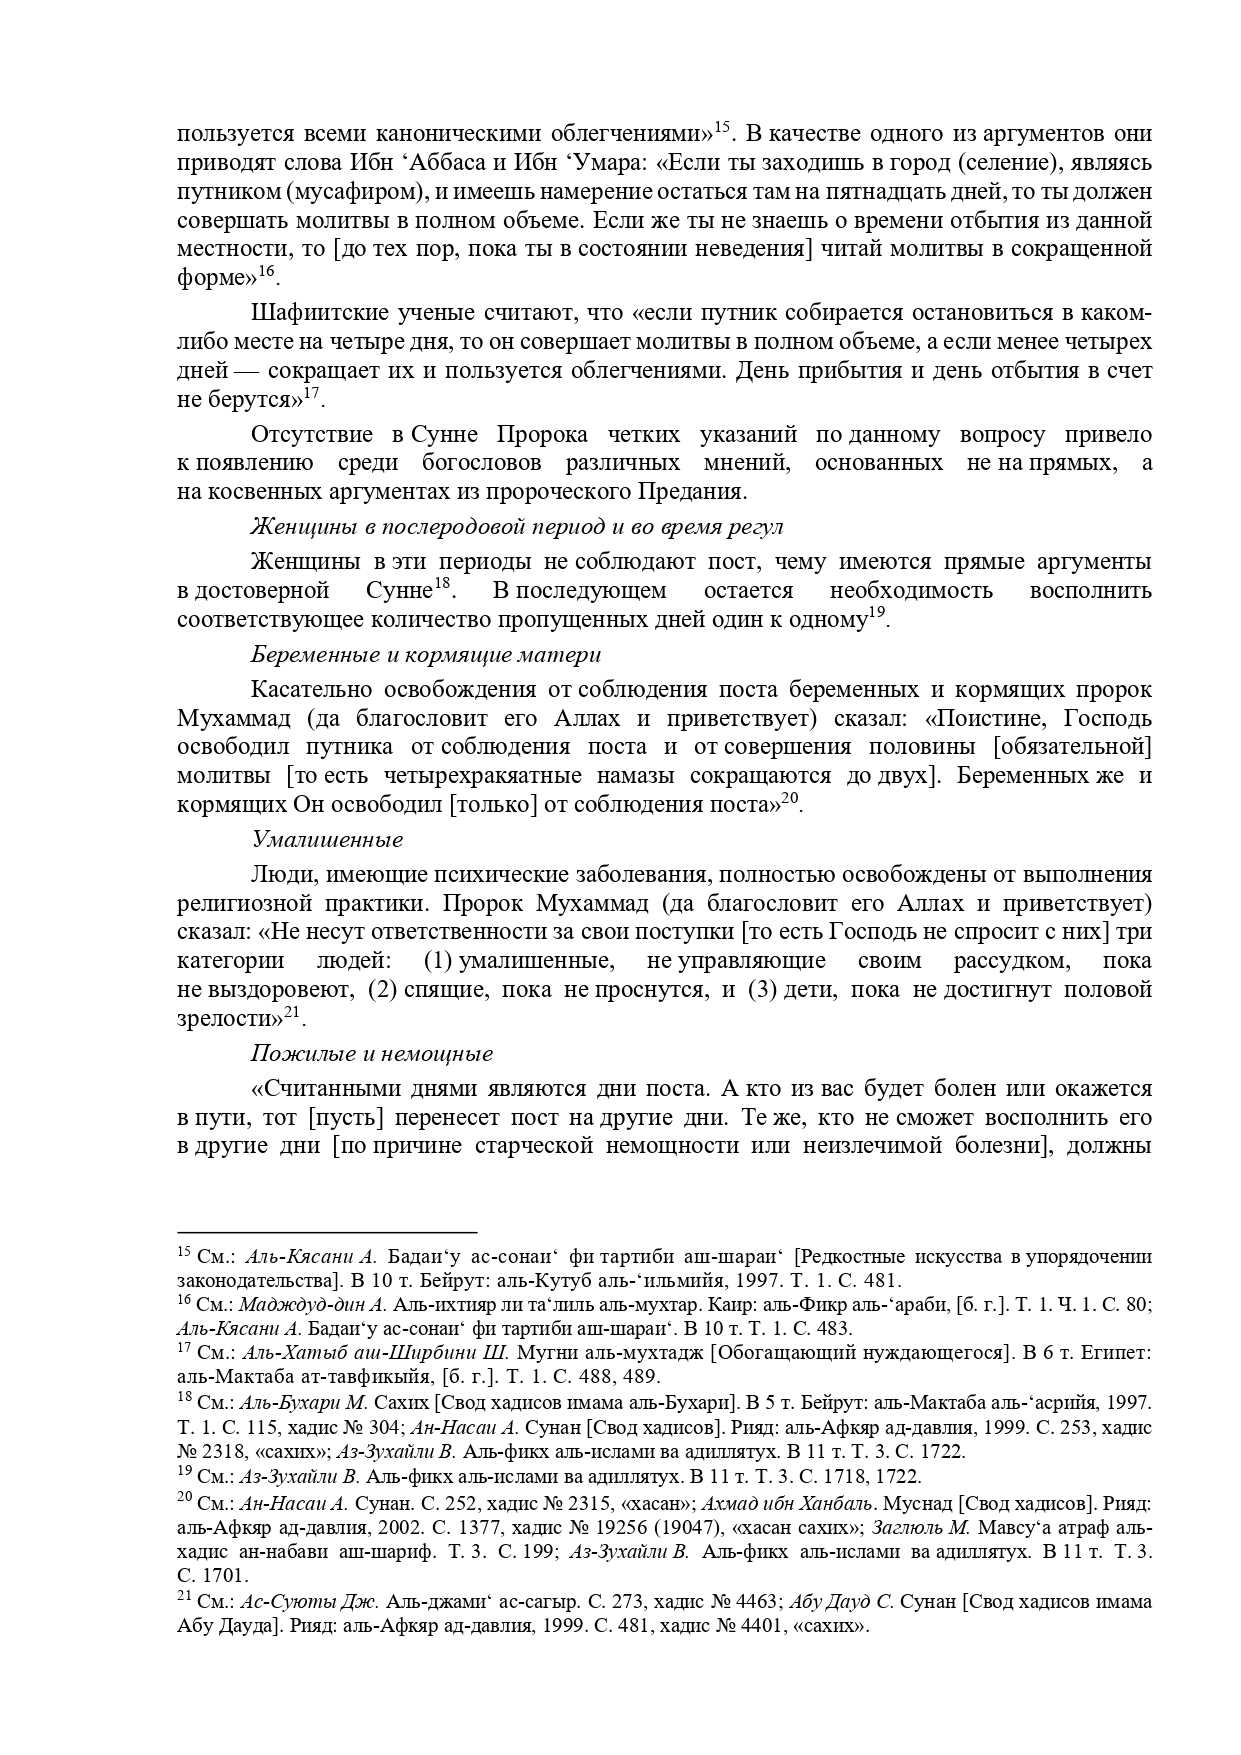 пользуется всеми каноническими облегчениями»15. В качестве одного из аргументов они
приводят слова Ибн ‘Аббаса и Ибн ‘Умара: «Если ты заходишь в город (селение), являясь
путником (мусафиром), и имеешь намерение остаться там на пятнадцать дней, то ты должен
совершать молитвы в полном объеме. Если же ты не знаешь о времени отбытия из данной
местности, то [до тех пор, пока ты в состоянии неведения] читай молитвы в сокращенной
форме»16.
Шафиитские ученые считают, что «если путник собирается остановиться в каком-
либо месте на четыре дня, то он совершает молитвы в полном объеме, а если менее четырех
дней — сокращает их и пользуется облегчениями. День прибытия и день отбытия в счет
не берутся»17.
Отсутствие в Сунне Пророка четких указаний по данному вопросу привело
к появлению среди богословов различных мнений, основанных не на прямых, а
на косвенных аргументах из пророческого Предания.
Женщины в послеродовой период и во время регул
Женщины в эти периоды не соблюдают пост, чему имеются прямые аргументы
в достоверной Сунне18. В последующем остается необходимость восполнить
соответствующее количество пропущенных дней один к одному19.
Беременные и кормящие матери
Касательно освобождения от соблюдения поста беременных и кормящих пророк
Мухаммад (да благословит его Аллах и приветствует) сказал: «Поистине, Господь
освободил путника от соблюдения поста и от совершения половины [обязательной]
молитвы [то есть четырехракяатные намазы сокращаются до двух]. Беременных же и
кормящих Он освободил [только] от соблюдения поста»20.
Умалишенные
Люди, имеющие психические заболевания, полностью освобождены от выполнения
религиозной практики. Пророк Мухаммад (да благословит его Аллах и приветствует)
сказал: «Не несут ответственности за свои поступки [то есть Господь не спросит с них] три
категории людей: (1) умалишенные, не управляющие своим рассудком, пока
не выздоровеют, (2) спящие, пока не проснутся, и (3) дети, пока не достигнут половой
зрелости»21.
Пожилые и немощные
«Считанными днями являются дни поста. А кто из вас будет болен или окажется
в пути, тот [пусть] перенесет пост на другие дни. Те же, кто не сможет восполнить его
в другие дни [по причине старческой немощности или неизлечимой болезни], должны
15 См.: Аль-Кясани А. Бадаи‘у ас-сонаи‘ фи тартиби аш-шараи‘ [Редкостные искусства в упорядочении
законодательства]. В 10 т. Бейрут: аль-Кутуб аль-‘ильмийя, 1997. Т. 1. С. 481.
16 См.: Мадждуд-дин А. Аль-ихтияр ли та‘лиль аль-мухтар. Каир: аль-Фикр аль-‘араби, [б. г.]. Т. 1. Ч. 1. С. 80;
Аль-Кясани А. Бадаи‘у ас-сонаи‘ фи тартиби аш-шараи‘. В 10 т. Т. 1. С. 483.
17 См.: Аль-Хатыб аш-Ширбини Ш. Мугни аль-мухтадж [Обогащающий нуждающегося]. В 6 т. Египет:
аль-Мактаба ат-тавфикыйя, [б. г.]. Т. 1. С. 488, 489.
18 См.: Аль-Бухари М. Сахих [Свод хадисов имама аль-Бухари]. В 5 т. Бейрут: аль-Мактаба аль-‘асрийя, 1997.
Т. 1. С. 115, хадис № 304; Ан-Насаи А. Сунан [Свод хадисов]. Рияд: аль-Афкяр ад-давлия, 1999. С. 253, хадис
№ 2318, «сахих»; Аз-Зухайли В. Аль-фикх аль-ислами ва адиллятух. В 11 т. Т. 3. С. 1722.
19 См.: Аз-Зухайли В. Аль-фикх аль-ислами ва адиллятух. В 11 т. Т. 3. С. 1718, 1722.
20 См.: Ан-Насаи А. Сунан. С. 252, хадис № 2315, «хасан»; Ахмад ибн Ханбаль. Муснад [Свод хадисов]. Рияд:
аль-Афкяр ад-давлия, 2002. С. 1377, хадис № 19256 (19047), «хасан сахих»; Заглюль М. Мавсу‘а атраф аль-
хадис ан-набави аш-шариф. Т. 3. С. 199; Аз-Зухайли В. Аль-фикх аль-ислами ва адиллятух. В 11 т. Т. 3.
С. 1701.
21 См.: Ас-Суюты Дж. Аль-джами‘ ас-сагыр. С. 273, хадис № 4463; Абу Дауд С. Сунан [Свод хадисов имама
Абу Дауда]. Рияд: аль-Афкяр ад-давлия, 1999. С. 481, хадис № 4401, «сахих».